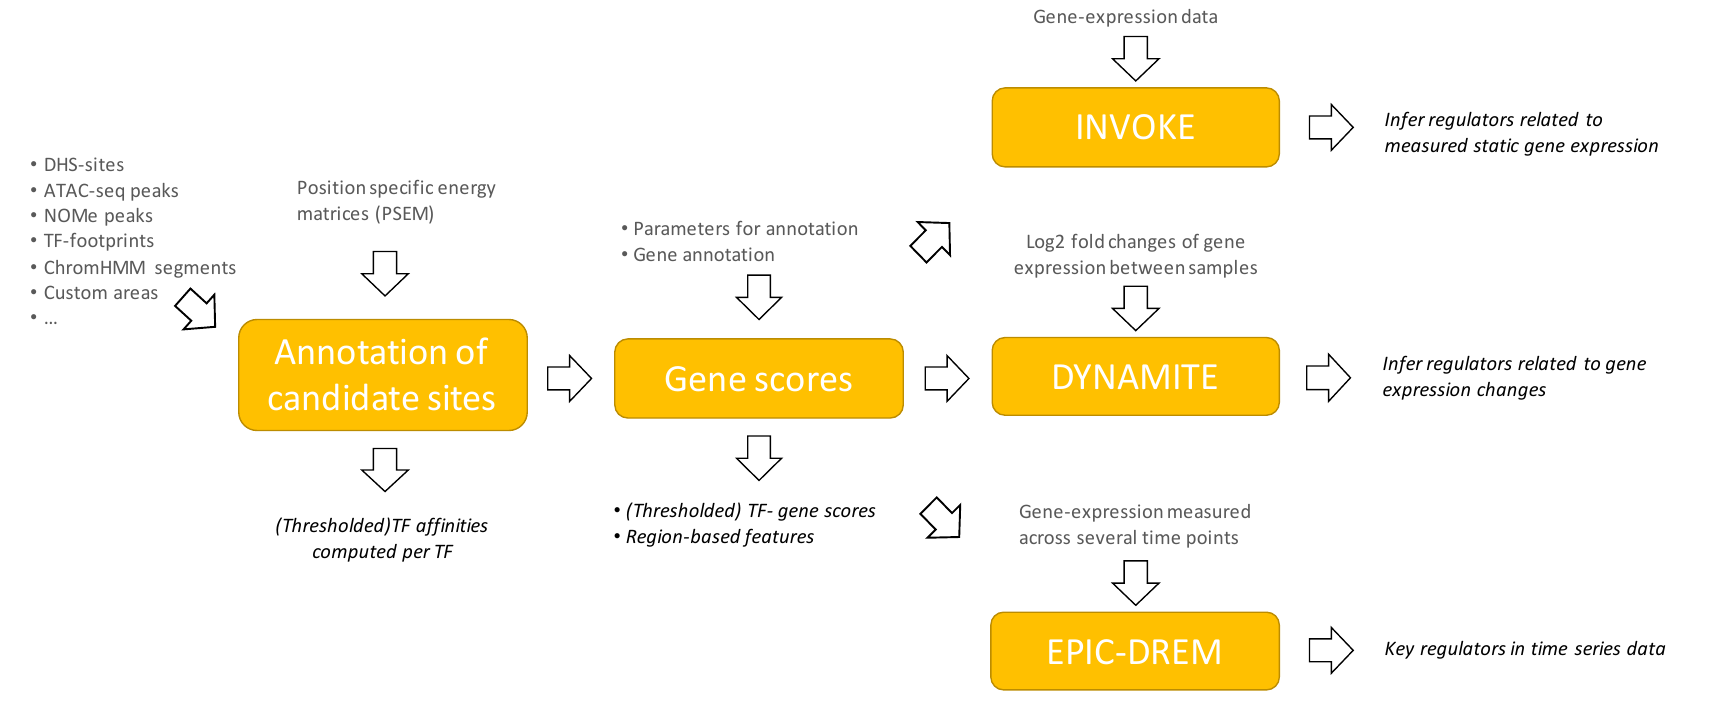 Gene-expression data
INVOKE
Infer regulators related to
measured static gene expression
• DHS-sites
• ATAC-seq peaks
• NOMe peaks
• TF-footprints
• ChromHMM segments
• Custom areas
• ...
Position specific energy
matrices (PSEM)
• Parameters for annotation
• Gene annotation
Log2 fold changes of gene
expression between samples
Annotation of
candidate sites
Gene scores
DYNAMITE
Infer regulators related to gene
expression changes
(Thresholded)TF affinities
computed per TF
• (Thresholded) TF- gene scores
• Region-based features
Gene-expression measured
across several time points
EPIC-DREM
Key regulators in time series data